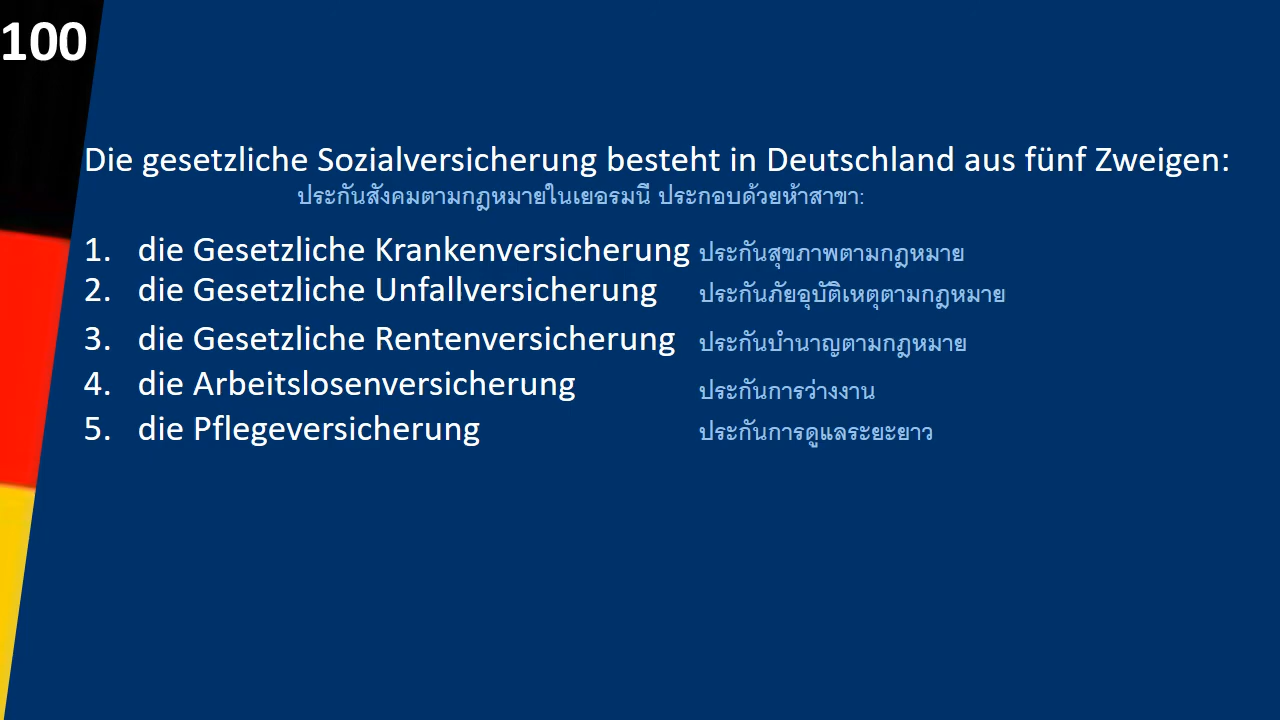 100
Die gesetzliche Sozialversicherung besteht in Deutschland aus fünf Zweigen:
ประกันสังคมตามกฎหมายในเยอรมนี ประกอบด้วยห้าสาขา:
1. die Gesetzliche Krankenversicherung ประกันสุขภาพตามกฎหมาย
2. die Gesetzliche Unfallversicherung ประกันภัยอุบัติเหตุตามกฎหมาย
3. die Gesetzliche Rentenversicherung ประกันบำนาญตามกฎหมาย
4. die Arbeitslosenversicherung ประกันการว่างงาน
5. die Pflegeversicherung ประกันการดูแลระยะยาว